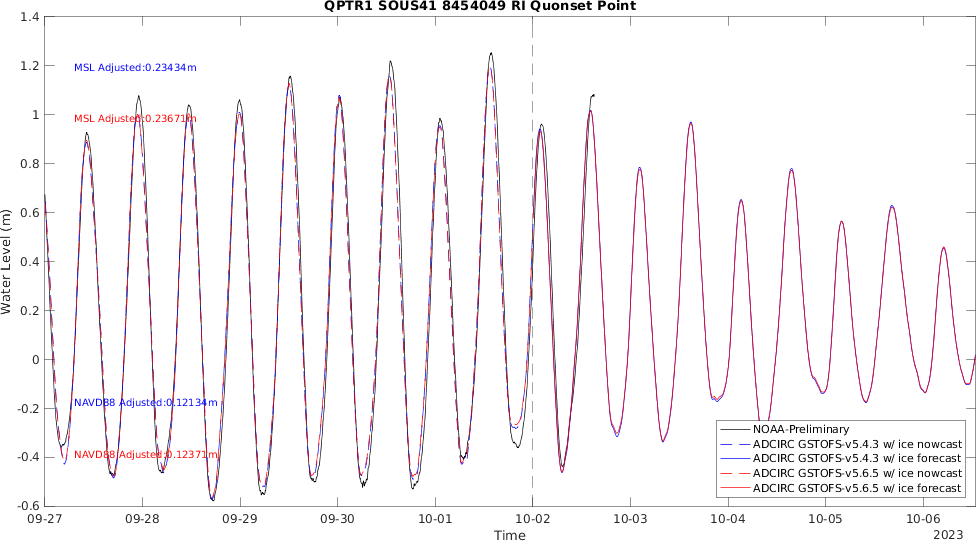 QPTR1 SOUS41 8454049 RI Quonset Point
1.4
1.2
1
0.8
0.6
0.4
0.2
0
-0.2
-0.4
-0.6
Water Level (m)
MSL Adjusted:0.23434m
MSL Adjusted:0.23671m
NAVD88 Adjusted:0.12134m
NAVD88 Adjusted:0.12371m
NOAA-Preliminary
ADCIRC GSTOFS-v5.4.3 w/ ice nowcast
ADCIRC GSTOFS-v5.4.3 w/ ice forecast
ADCIRC GSTOFS-v5.6.5 w/ ice nowcast
ADCIRC GSTOFS-v5.6.5 w/ ice forecast
09-27 09-28 09-29 09-30 10-01 10-02 10-03 10-04 10-05 10-06
Time
2023